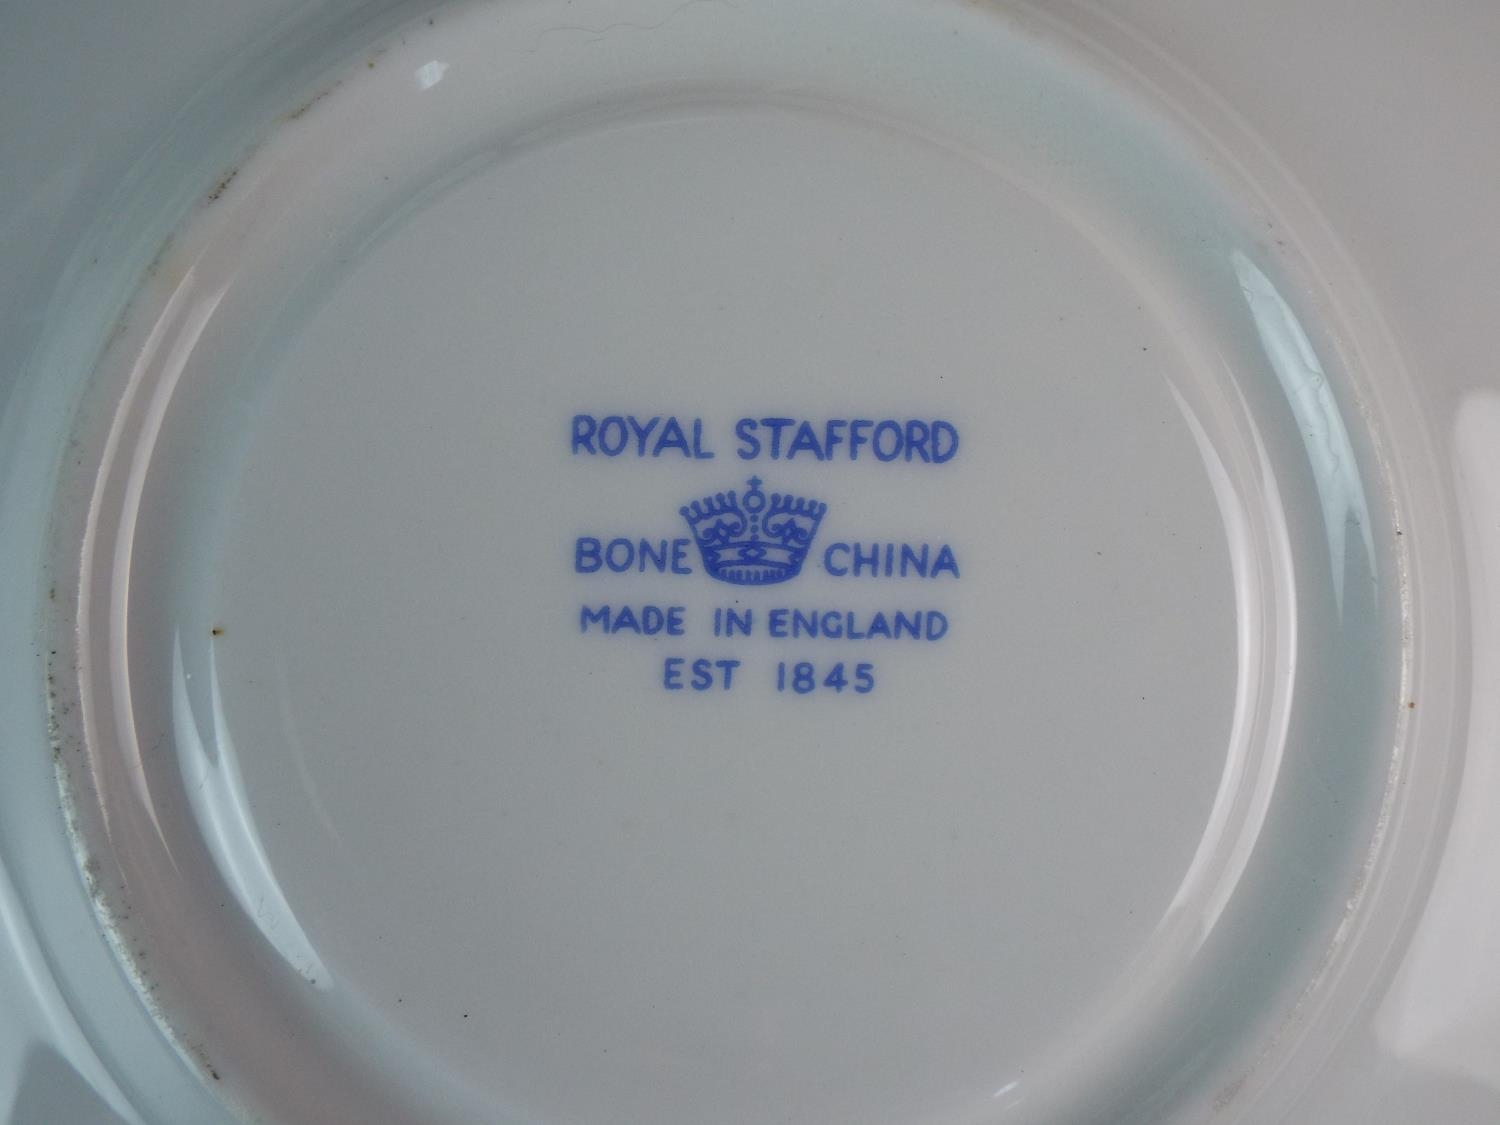 ROYAL STAFFORD
BONE CHINA
MADE IN ENGLAND
EST 1845